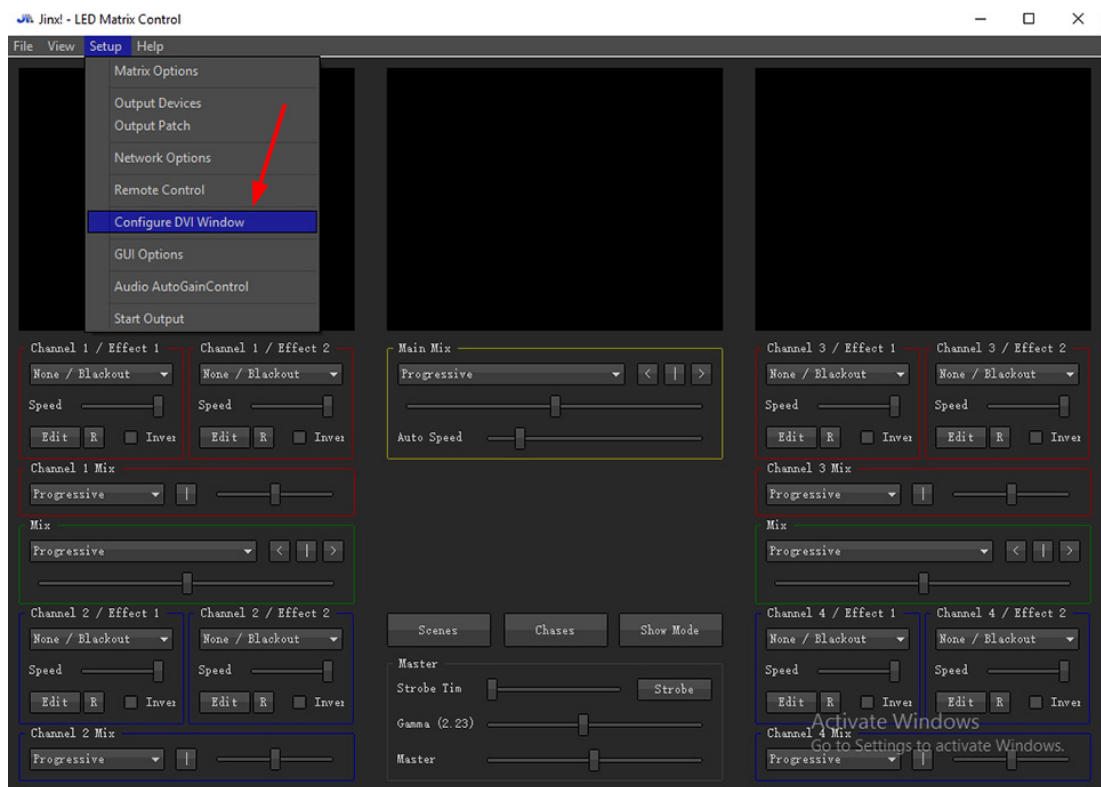 Jinx! - LED Matrix Control
File View Setup Help
Matrix Options
Output Devices
Output Patch
Network Options
Remote Control
Configure DVI Window
GUI Options
Audio AutoGainControl
Start Output
Channel 1 / Effect 1 Channel 1 / Effect 2
None / Blackout None / Blackout
Speed Speed
Edit R Inver Edit R Inver
Channel 1 Mix
Progressive |
Mix
Progressive < | >
Channel 2 / Effect 1 Channel 2 / Effect 2
None / Blackout None / Blackout
Speed Speed
Edit R Inver Edit R Inver
Channel 2 Mix
Progressive |
Main Mix
Progressive < | >
Auto Speed
Scenes Chases Show Mode
Master
Strobe Tim Strobe
Gamma (2.23)
Master
Channel 3 / Effect 1 Channel 3 / Effect 2
None / Blackout None / Blackout
Speed Speed
Edit R Inver Edit R Inver
Channel 3 Mix
Progressive |
Mix
Progressive < | >
Channel 4 / Effect 1 Channel 4 / Effect 2
None / Blackout None / Blackout
Speed Speed
Edit R Inver Edit R Inver
Channel 4 Mix
Progressive |
Activate Windows
Go to Settings to activate Windows.